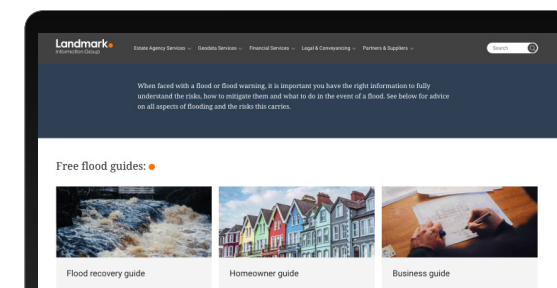 Landmark
Information Group
Estate Agency Services
Geodata Services
Financial Services
Legal & Conveyancing
Partners & Suppliers
Search
When faced with a flood or flood warning, it is important you have the right information to fully
understand the risks, how to mitigate them and what to do in the event of a flood. See below for advice
on all aspects of flooding and the risks this carries.
Free flood guides:
Flood recovery guide
Homeowner guide
Business guide